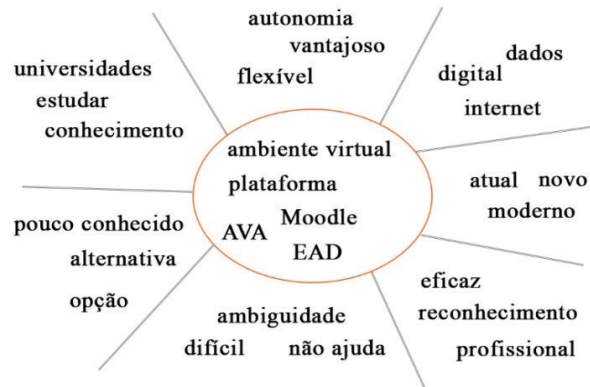 autonomia
vantajoso
flexível
dados
digital
internet
universidades
estudar
conhecimento
ambiente virtual
plataforma
Moodle
AVA
EAD
atual novo
moderno
pouco conhecido
alternativa
opção
ambiguidade
difícil não ajuda
eficaz
reconhecimento
profissional